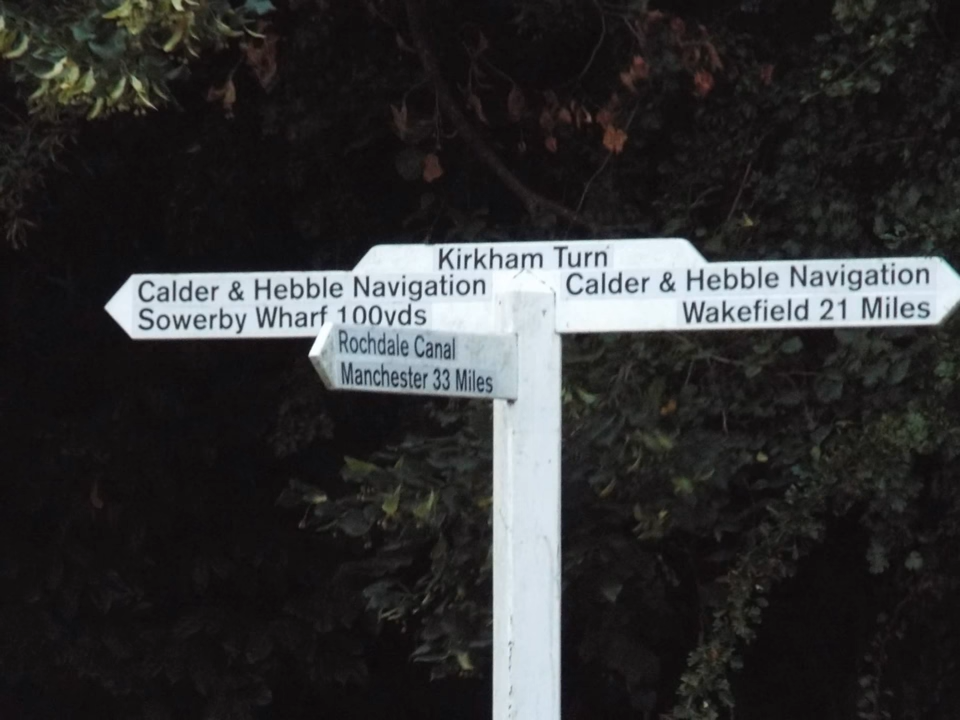 Kirkham Turn
Calder & Hebble Navigation
Sowerby Wharf 100yds
Calder & Hebble Navigation
Wakefield 21 Miles
Rochdale Canal
Manchester 33 Miles